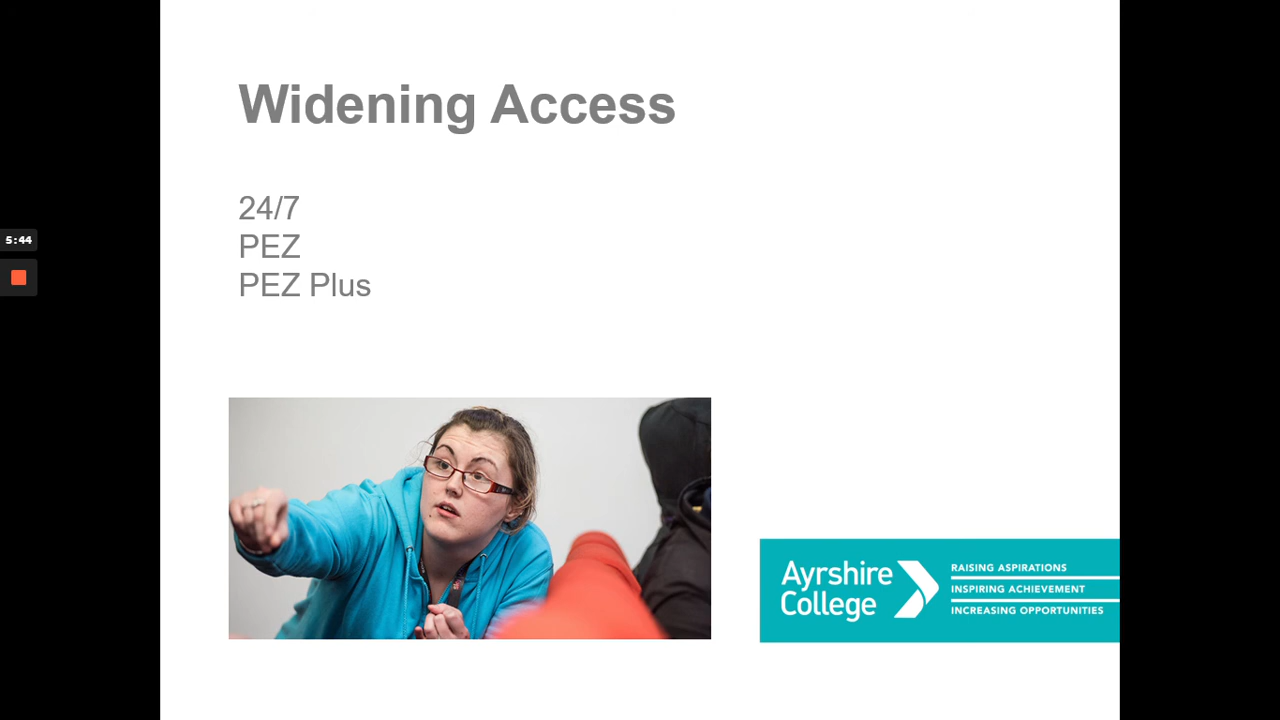 Widening Access
24/7
PEZ
PEZ Plus
5:44
Ayrshire
College
RAISING ASPIRATIONS
INSPIRING ACHIEVEMENT
INCREASING OPPORTUNITIES